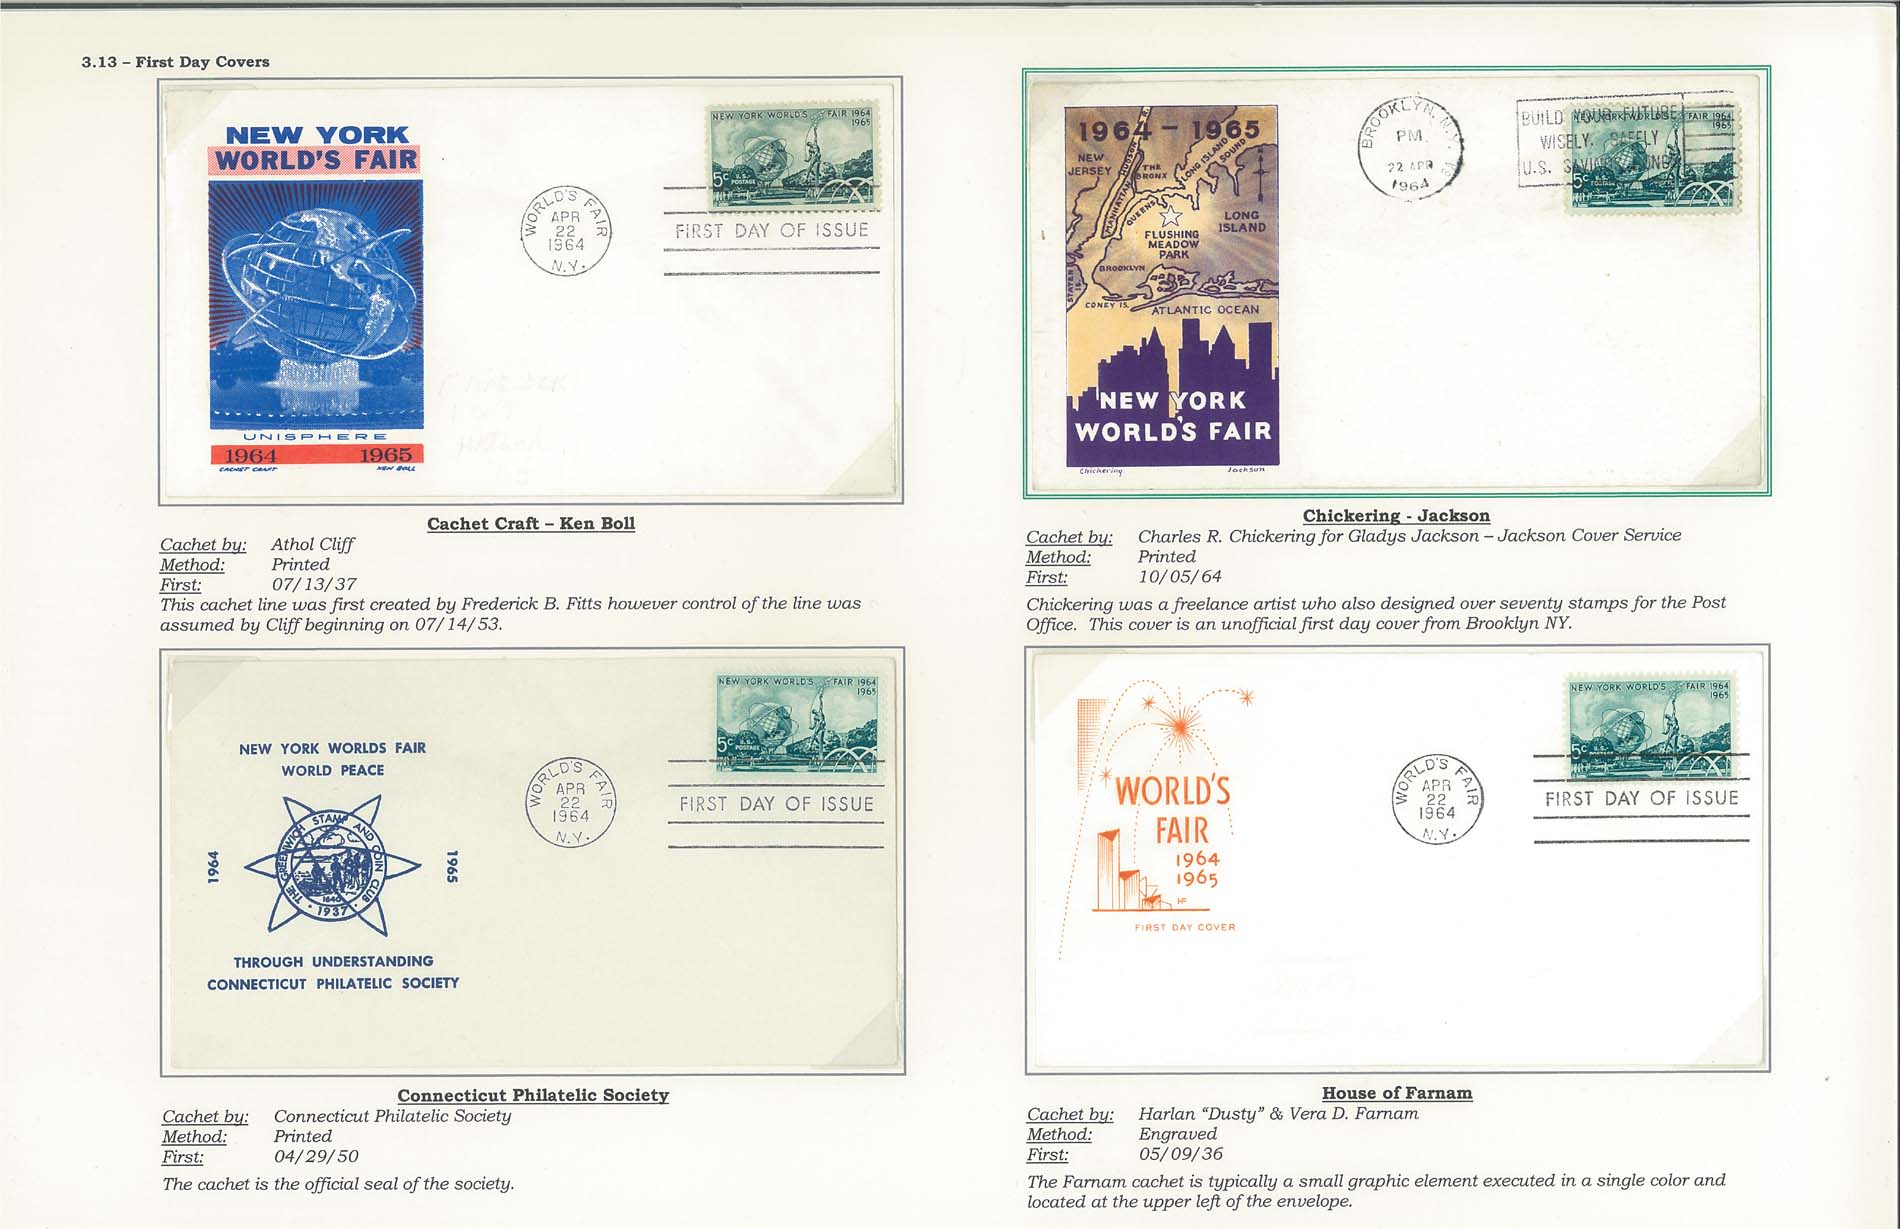 3.13 – First Day Covers
NEW YORK
WORLD'S FAIR
UNISPHERE
1964 1965
CACHET CRAFT KEN BOLL
WORLD'S FAIR
APR
22
1964
N.Y.
NEW YORK WORLD'S FAIR 1964
1965
5c U.S. POSTAGE
FIRST DAY OF ISSUE
Cachet Craft – Ken Boll
Cachet by: Athol Cliff
Method: Printed
First: 07/13/37
This cachet line was first created by Frederick B. Fitts however control of the line was
assumed by Cliff beginning on 07/14/53.
1964 - 1965
NEW
JERSEY
MANHATTAN
HUDSON R.
THE
BRONX
LONG ISLAND
SOUND
QUEENS
LONG
ISLAND
FLUSHING
MEADOW
PARK
BROOKLYN
STATEN
IS.
CONEY IS.
ATLANTIC OCEAN
NEW YORK
WORLD'S FAIR
Chickering Jackson
BROOKLYN, N.Y.
PM
22 APR
1964
BUILD YOUR FUTURE
WISELY, SAFELY
U.S. SAVINGS BONDS
NEW YORK WORLD'S FAIR 1964
1965
5c U.S. POSTAGE
Chickering - Jackson
Cachet by: Charles R. Chickering for Gladys Jackson – Jackson Cover Service
Method: Printed
First: 10/05/64
Chickering was a freelance artist who also designed over seventy stamps for the Post
Office. This cover is an unofficial first day cover from Brooklyn NY.
NEW YORK WORLDS FAIR
WORLD PEACE
1964
THE GREENWICH STAMP AND COIN CLUB
1640
· 1937 ·
1965
THROUGH UNDERSTANDING
CONNECTICUT PHILATELIC SOCIETY
WORLD'S FAIR
APR
22
1964
N.Y.
NEW YORK WORLD'S FAIR 1964
1965
5c U.S. POSTAGE
FIRST DAY OF ISSUE
Connecticut Philatelic Society
Cachet by: Connecticut Philatelic Society
Method: Printed
First: 04/29/50
The cachet is the official seal of the society.
WORLD'S
FAIR
1964
1965
HF
FIRST DAY COVER
WORLD'S FAIR
APR
22
1964
N.Y.
NEW YORK WORLD'S FAIR 1964
1965
5c U.S. POSTAGE
FIRST DAY OF ISSUE
House of Farnam
Cachet by: Harlan “Dusty” & Vera D. Farnam
Method: Engraved
First: 05/09/36
The Farnam cachet is typically a small graphic element executed in a single color and
located at the upper left of the envelope.